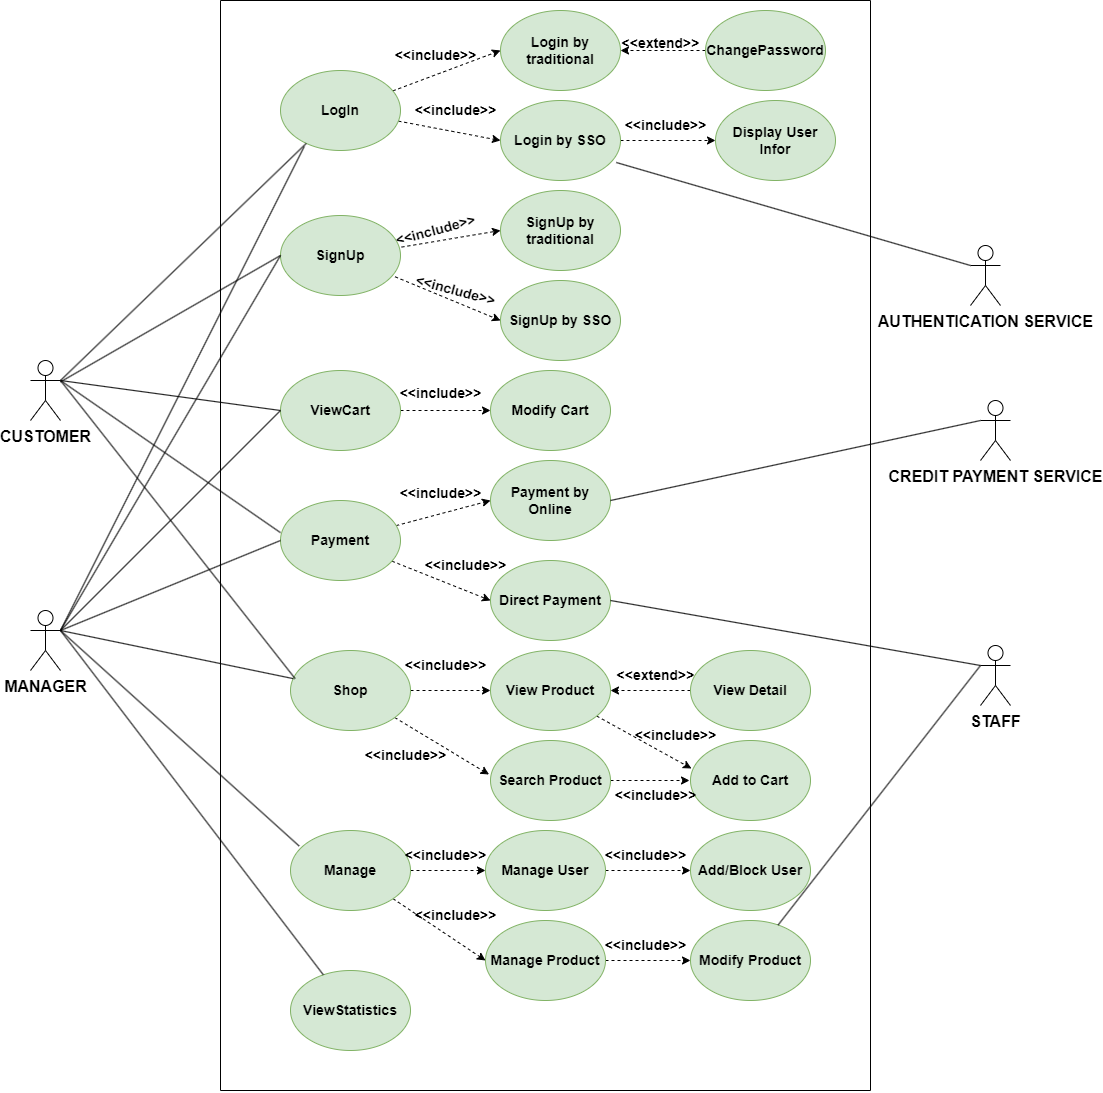 Login by
traditional
<<extend>>
ChangePassword
<<include>>
LogIn
<<include>>
Login by SSO
<<include>>
Display User
Infor
SignUp
<<include>>
SignUp by
traditional
<<include>>
SignUp by SSO
AUTHENTICATION SERVICE
CUSTOMER
ViewCart
<<include>>
Modify Cart
CREDIT PAYMENT SERVICE
Payment
<<include>>
Payment by
Online
<<include>>
Direct Payment
MANAGER
STAFF
Shop
<<include>>
View Product
<<extend>>
View Detail
<<include>>
<<include>>
Search Product
<<include>>
Add to Cart
Manage
<<include>>
Manage User
<<include>>
Add/Block User
<<include>>
Manage Product
<<include>>
Modify Product
ViewStatistics